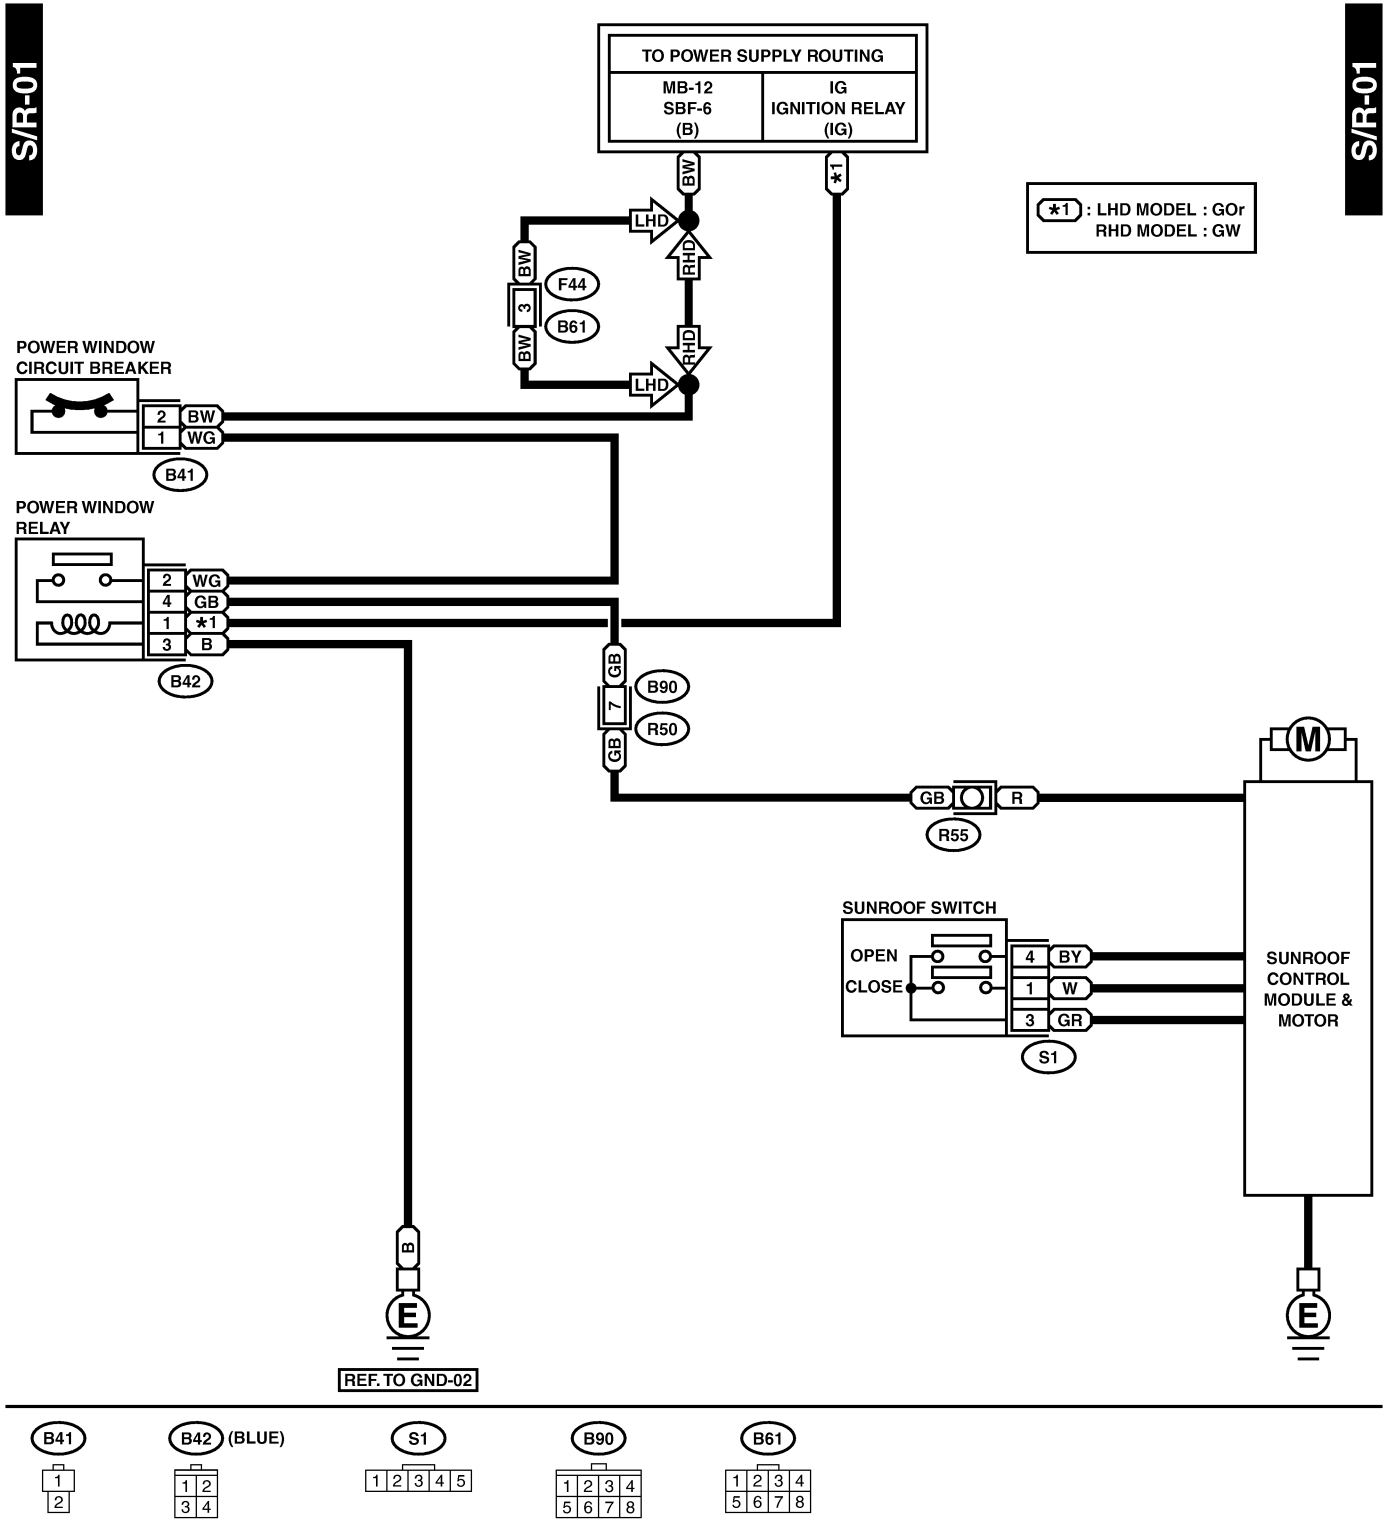 S/R-01
S/R-01
TO POWER SUPPLY ROUTING
MB-12
SBF-6
(B)
IG
IGNITION RELAY
(IG)
BW
*1
*1 : LHD MODEL : GOr
RHD MODEL : GW
LHD
RHD
BW
3
BW
F44
B61
RHD
LHD
POWER WINDOW
CIRCUIT BREAKER
2 BW
1 WG
B41
POWER WINDOW
RELAY
2 WG
4 GB
1 *1
3 B
B42
GB
7
GB
B90
R50
M
GB
R
R55
SUNROOF SWITCH
OPEN
CLOSE
4 BY
1 W
3 GR
S1
SUNROOF
CONTROL
MODULE &
MOTOR
B
E
E
REF. TO GND-02
B41
1
2
B42 (BLUE)
1 2
3 4
S1
1 2 3 4 5
B90
1 2 3 4
5 6 7 8
B61
1 2 3 4
5 6 7 8